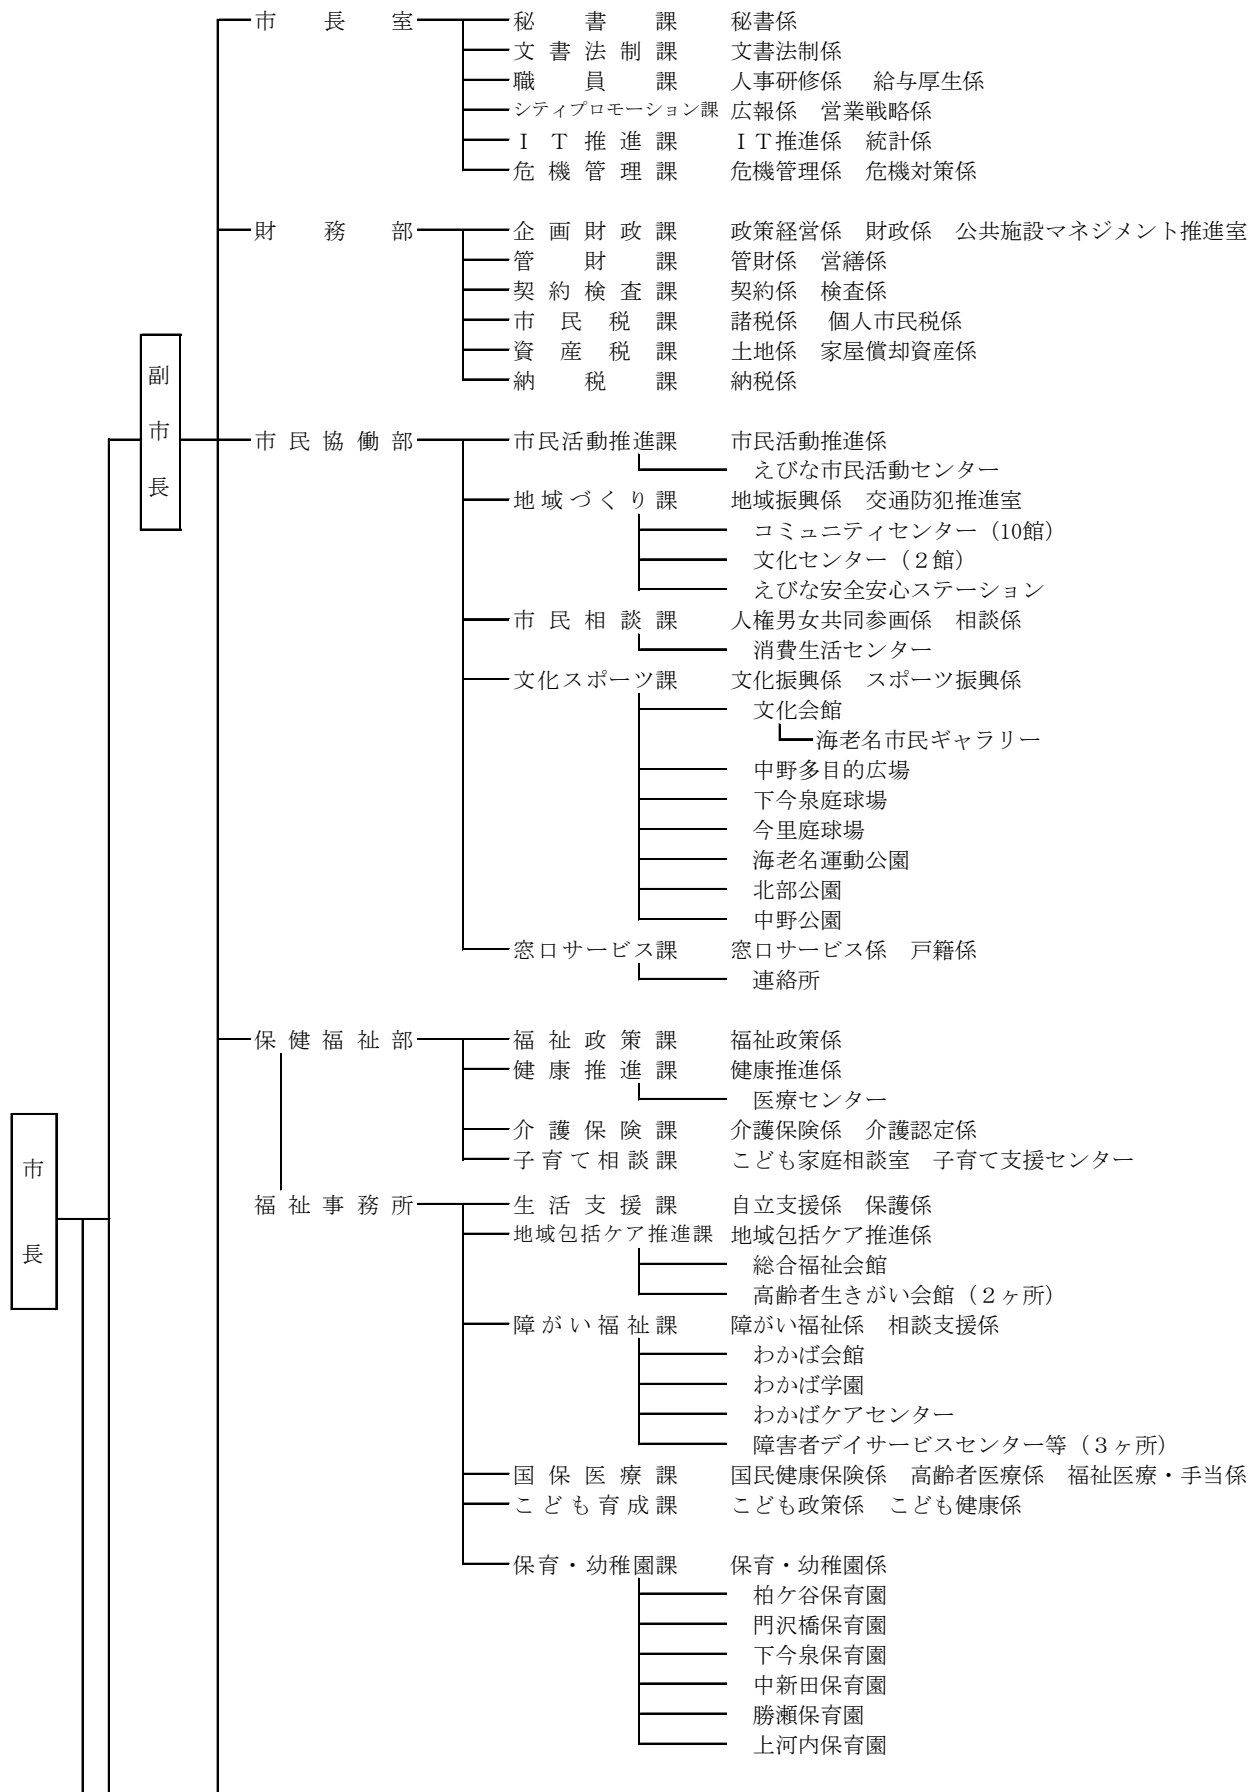 市長室 秘書課 秘書係
文書法制課 文書法制係
職員課 人事研修係 給与厚生係
シティプロモーション課 広報係 営業戦略係
ＩＴ推進課 ＩＴ推進係 統計係
危機管理課 危機管理係 危機対策係
財務部 企画財政課 政策経営係 財政係 公共施設マネジメント推進室
管財課 管財係 営繕係
契約検査課 契約係 検査係
市民税課 諸税係 個人市民税係
資産税課 土地係 家屋償却資産係
納税課 納税係
副市長
市民協働部 市民活動推進課 市民活動推進係
えびな市民活動センター
地域づくり課 地域振興係 交通防犯推進室
コミュニティセンター（10館）
文化センター（２館）
えびな安全安心ステーション
市民相談課 人権男女共同参画係 相談係
消費生活センター
文化スポーツ課 文化振興係 スポーツ振興係
文化会館
海老名市民ギャラリー
中野多目的広場
下今泉庭球場
今里庭球場
海老名運動公園
北部公園
中野公園
窓口サービス課 窓口サービス係 戸籍係
連絡所
保健福祉部 福祉政策課 福祉政策係
健康推進課 健康推進係
医療センター
介護保険課 介護保険係 介護認定係
子育て相談課 こども家庭相談室 子育て支援センター
市長
福祉事務所 生活支援課 自立支援係 保護係
地域包括ケア推進課 地域包括ケア推進係
総合福祉会館
高齢者生きがい会館（２ヶ所）
障がい福祉課 障がい福祉係 相談支援係
わかば会館
わかば学園
わかばケアセンター
障害者デイサービスセンター等（３ヶ所）
国保医療課 国民健康保険係 高齢者医療係 福祉医療・手当係
こども育成課 こども政策係 こども健康係
保育・幼稚園課 保育・幼稚園係
柏ケ谷保育園
門沢橋保育園
下今泉保育園
中新田保育園
勝瀬保育園
上河内保育園